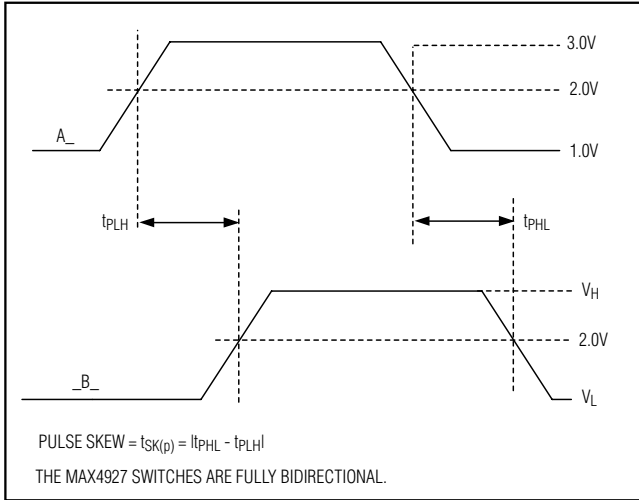 3.0V
2.0V
A_
1.0V
tPLH
tPHL
VH
2.0V
_B_
VL
PULSE SKEW = tSK(p) = |tPHL - tPLH|
THE MAX4927 SWITCHES ARE FULLY BIDIRECTIONAL.